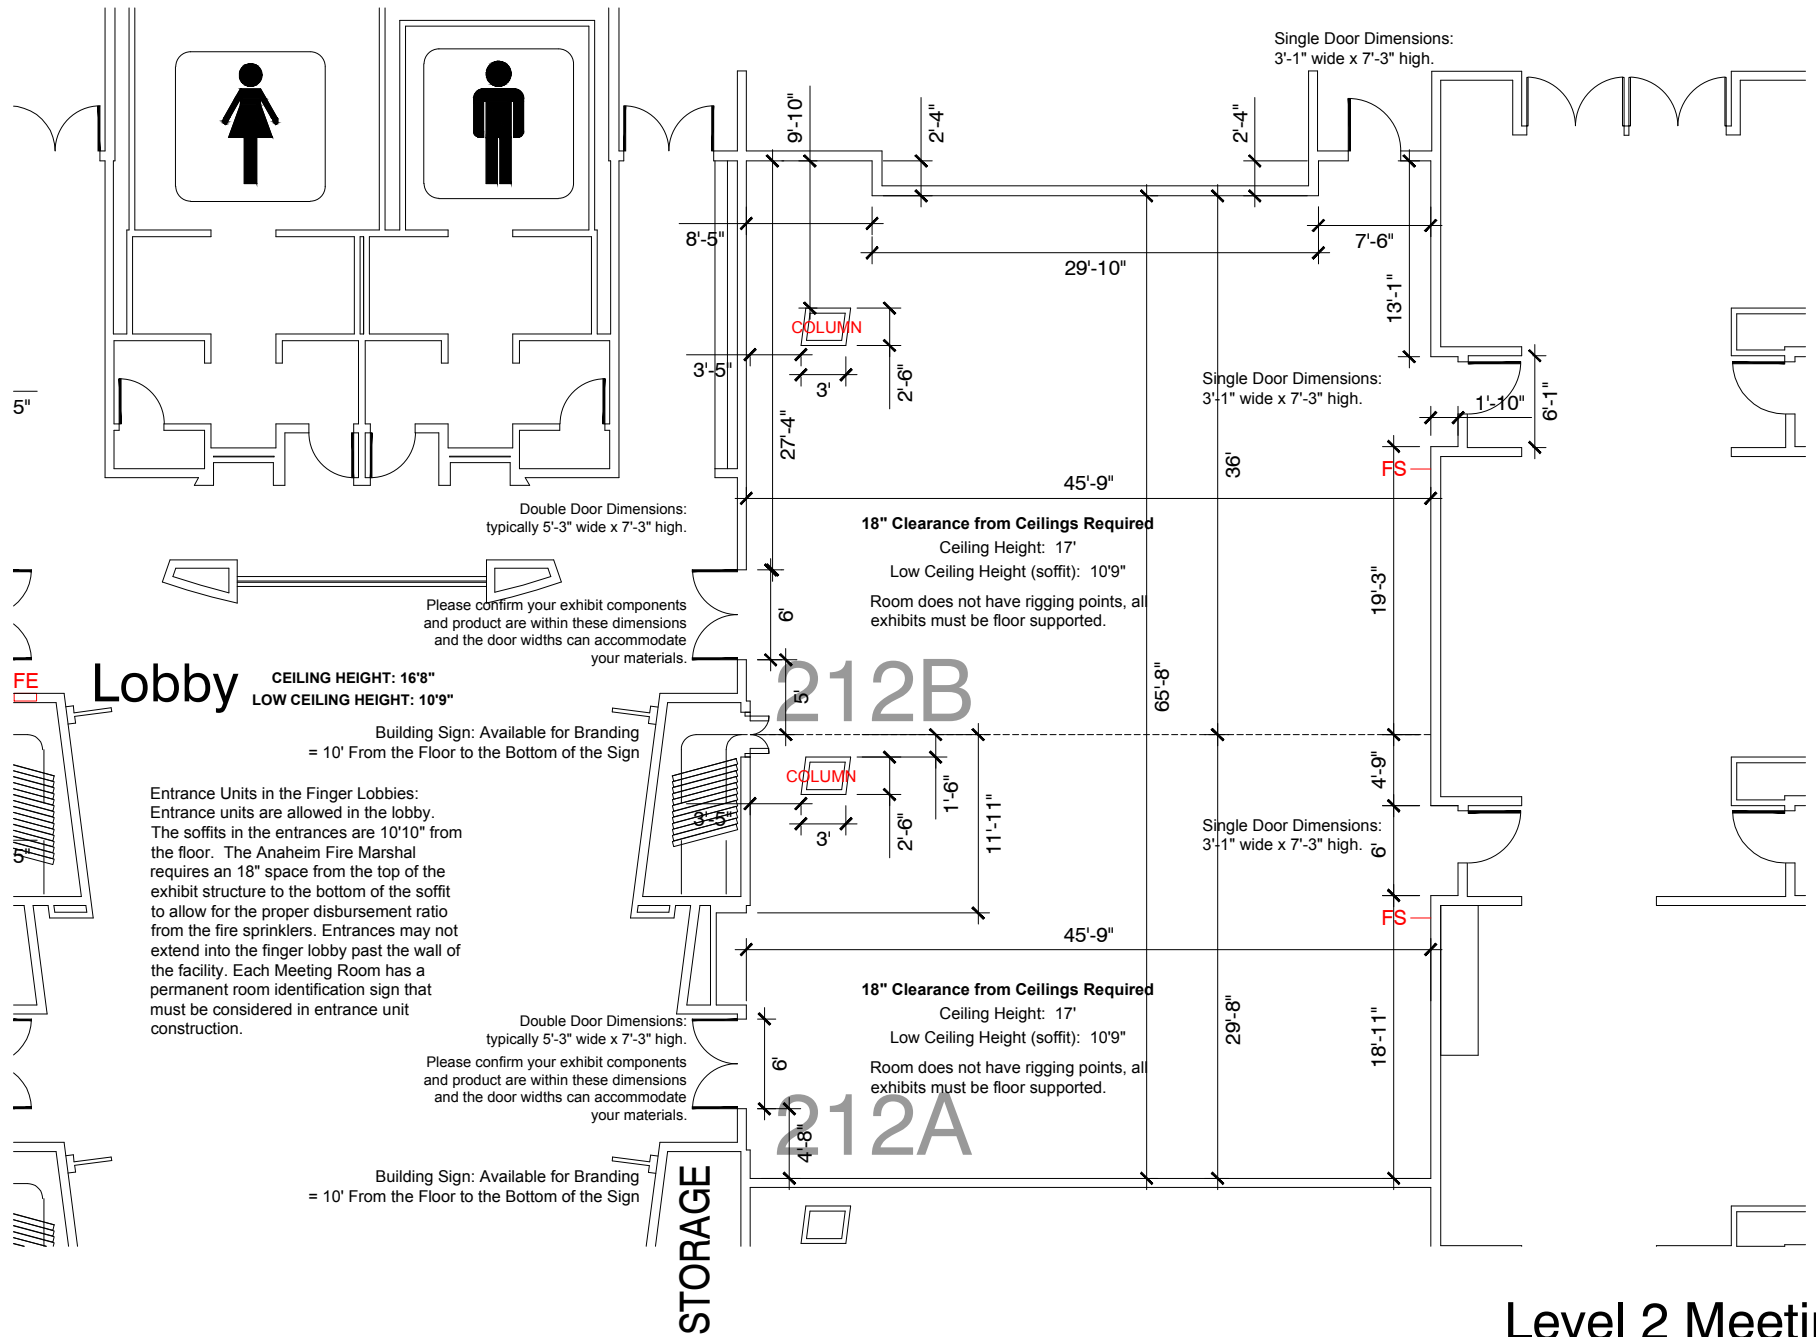 Single Door Dimensions:
3'-1" wide x 7'-3" high.
9'-10"
2'-4"
2'-4"
8'-5"
7'-6"
29'-10"
13'-1"
COLUMN
3'-5"
3'
2'-6"
Single Door Dimensions:
3'-1" wide x 7'-3" high.
1'-10"
6'-1"
5"
27'-4"
36'
FS
45'-9"
Double Door Dimensions:
typically 5'-3" wide x 7'-3" high.
18" Clearance from Ceilings Required
Ceiling Height: 17'
Low Ceiling Height (soffit): 10'9"
Room does not have rigging points, all
exhibits must be floor supported.
19'-3"
Please confirm your exhibit components
and product are within these dimensions
and the door widths can accommodate
your materials.
6'
FE
Lobby
CEILING HEIGHT: 16'8"
LOW CEILING HEIGHT: 10'9"
5'
212B
65'-8"
Building Sign: Available for Branding
= 10' From the Floor to the Bottom of the Sign
COLUMN
3'-5"
3'
2'-6"
1'-6"
11'-11"
4'-9"
Single Door Dimensions:
3'-1" wide x 7'-3" high.
6'
5"
Entrance Units in the Finger Lobbies:
Entrance units are allowed in the lobby.
The soffits in the entrances are 10'10" from
the floor. The Anaheim Fire Marshal
requires an 18" space from the top of the
exhibit structure to the bottom of the soffit
to allow for the proper disbursement ratio
from the fire sprinklers. Entrances may not
extend into the finger lobby past the wall of
the facility. Each Meeting Room has a
permanent room identification sign that
must be considered in entrance unit
construction.
FS
45'-9"
18" Clearance from Ceilings Required
Ceiling Height: 17'
Low Ceiling Height (soffit): 10'9"
Room does not have rigging points, all
exhibits must be floor supported.
29'-8"
18'-11"
Double Door Dimensions:
typically 5'-3" wide x 7'-3" high.
Please confirm your exhibit components
and product are within these dimensions
and the door widths can accommodate
your materials.
6'
212A
4'-8"
Building Sign: Available for Branding
= 10' From the Floor to the Bottom of the Sign
STORAGE
Level 2 Meeti